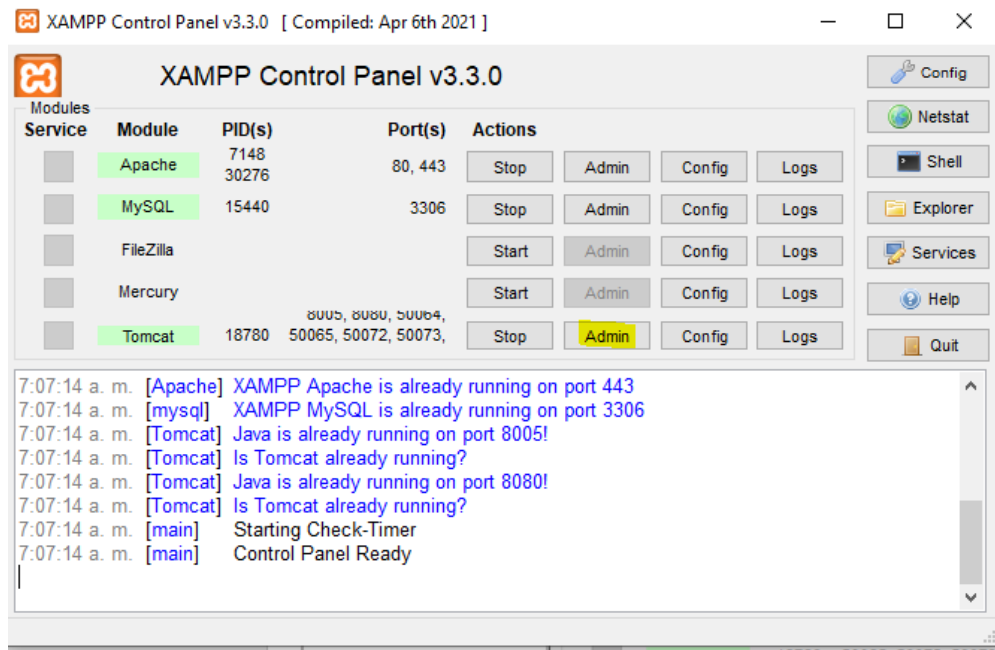 XAMPP Control Panel v3.3.0 [ Compiled: Apr 6th 2021 ]
XAMPP Control Panel v3.3.0
Config
Modules
Service Module PID(s) Port(s) Actions
Netstat
Apache 7148 30276 80, 443 Stop Admin Config Logs
Shell
MySQL 15440 3306 Stop Admin Config Logs
Explorer
FileZilla Start Admin Config Logs
Services
Mercury Start Admin Config Logs
Help
8005, 8080, 50064,
Tomcat 18780 50065, 50072, 50073, Stop Admin Config Logs
Quit
7:07:14 a. m. [Apache] XAMPP Apache is already running on port 443
7:07:14 a. m. [mysql] XAMPP MySQL is already running on port 3306
7:07:14 a. m. [Tomcat] Java is already running on port 8005!
7:07:14 a. m. [Tomcat] Is Tomcat already running?
7:07:14 a. m. [Tomcat] Java is already running on port 8080!
7:07:14 a. m. [Tomcat] Is Tomcat already running?
7:07:14 a. m. [main] Starting Check-Timer
7:07:14 a. m. [main] Control Panel Ready